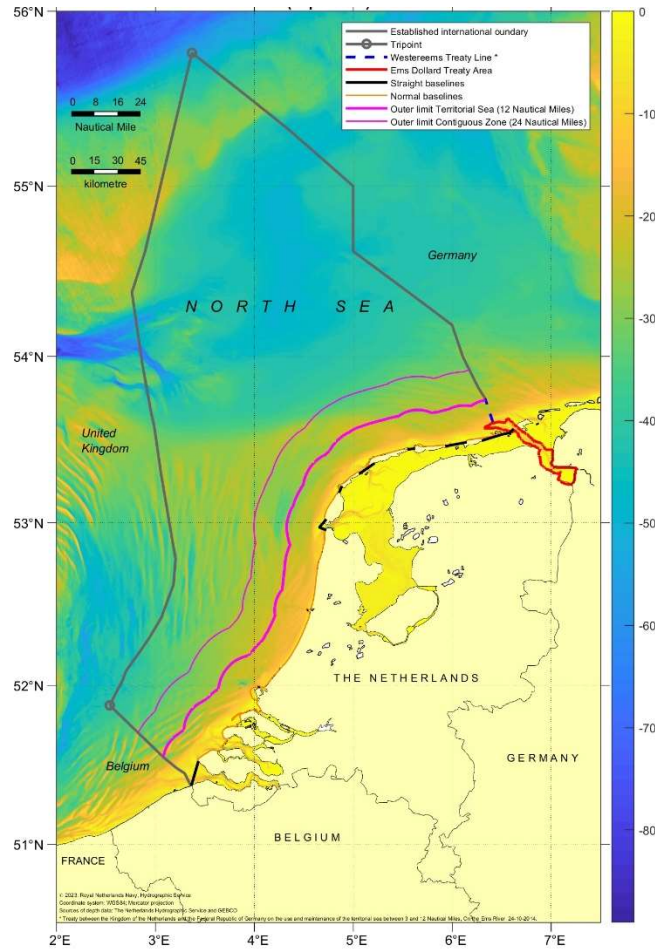 56°N
55°N
54°N
53°N
52°N
51°N
2°E
3°E
4°E
5°E
6°E
7°E
0
-10
-20
-30
-40
-50
-60
-70
-80
Established international oundary
Tripoint
Westereems Treaty Line *
Ems Dollard Treaty Area
Straight baselines
Normal baselines
Outer limit Territorial Sea (12 Nautical Miles)
Outer limit Contiguous Zone (24 Nautical Miles)
0 8 16 24
Nautical Mile
0 15 30 45
kilometre
Germany
NORTH SEA
United
Kingdom
THE NETHERLANDS
GERMANY
Belgium
BELGIUM
FRANCE
© 2023, Royal Netherlands Navy, Hydrographic Service.
Coordinate system: WGS84; Mercator projection
Sources of depth data: The Netherlands Hydrographic Service and GEBCO
* Treaty between the Kingdom of the Netherlands and the Federal Republic of Germany on the use and maintenance of the territorial sea between 3 and 12 Nautical Miles, On the Ems River. 24-10-2014.